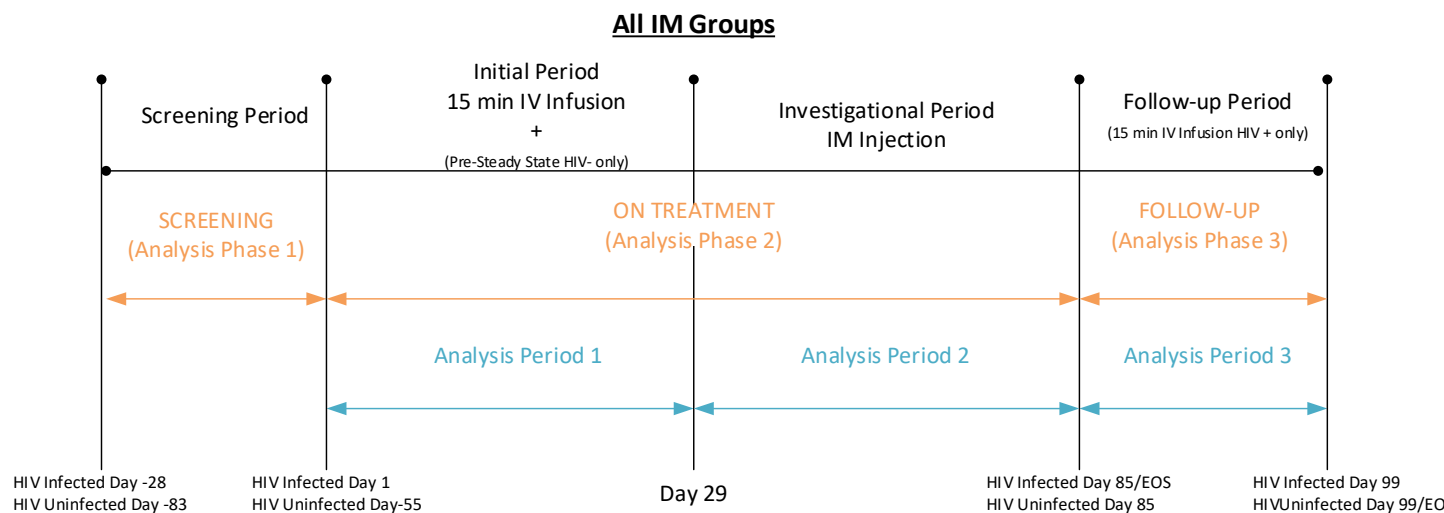 All IM Groups
Screening Period
Initial Period
15 min IV Infusion
+
(Pre-Steady State HIV- only)
Investigational Period
IM Injection
Follow-up Period
(15 min IV Infusion HIV + only)
SCREENING
(Analysis Phase 1)
ON TREATMENT
(Analysis Phase 2)
FOLLOW-UP
(Analysis Phase 3)
Analysis Period 1
Analysis Period 2
Analysis Period 3
HIV Infected Day -28
HIV Uninfected Day -83
HIV Infected Day 1
HIV Uninfected Day-55
Day 29
HIV Infected Day 85/EOS
HIV Uninfected Day 85
HIV Infected Day 99
HIVUninfected Day 99/EO